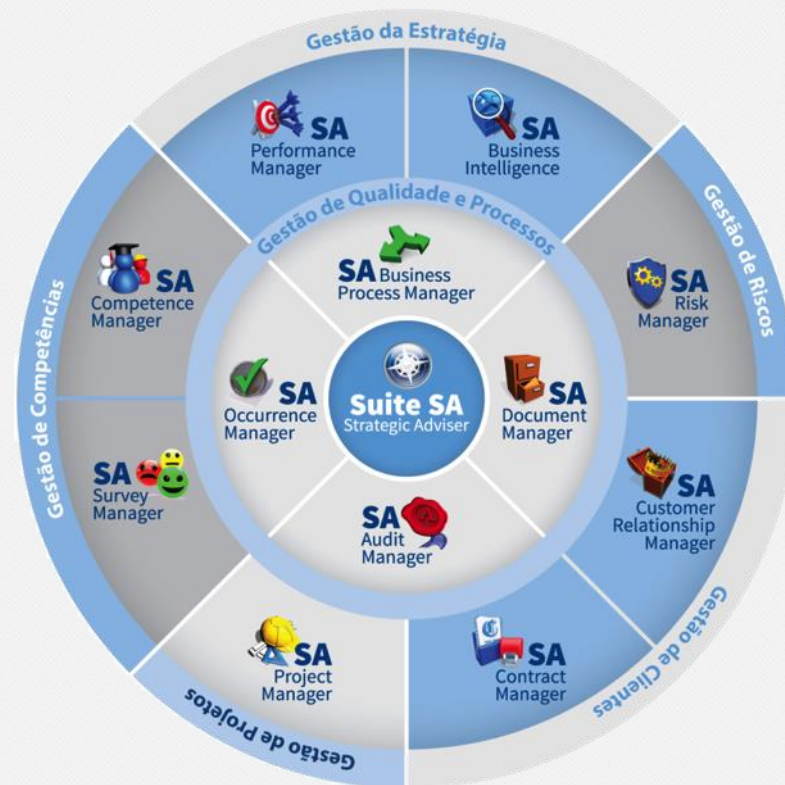 Gestão da Estratégia
SA
Performance
Manager
SA
Business
Intelligence
Gestão de Riscos
SA
Risk
Manager
Gestão de Competências
SA
Competence
Manager
Gestão de Qualidade e Processos
SA Business
Process Manager
SA
Occurrence
Manager
Suite SA
Strategic Adviser
SA
Document
Manager
SA
Survey
Manager
SA
Audit
Manager
SA
Customer
Relationship
Manager
Gestão de Clientes
SA
Project
Manager
SA
Contract
Manager
Gestão de Projetos